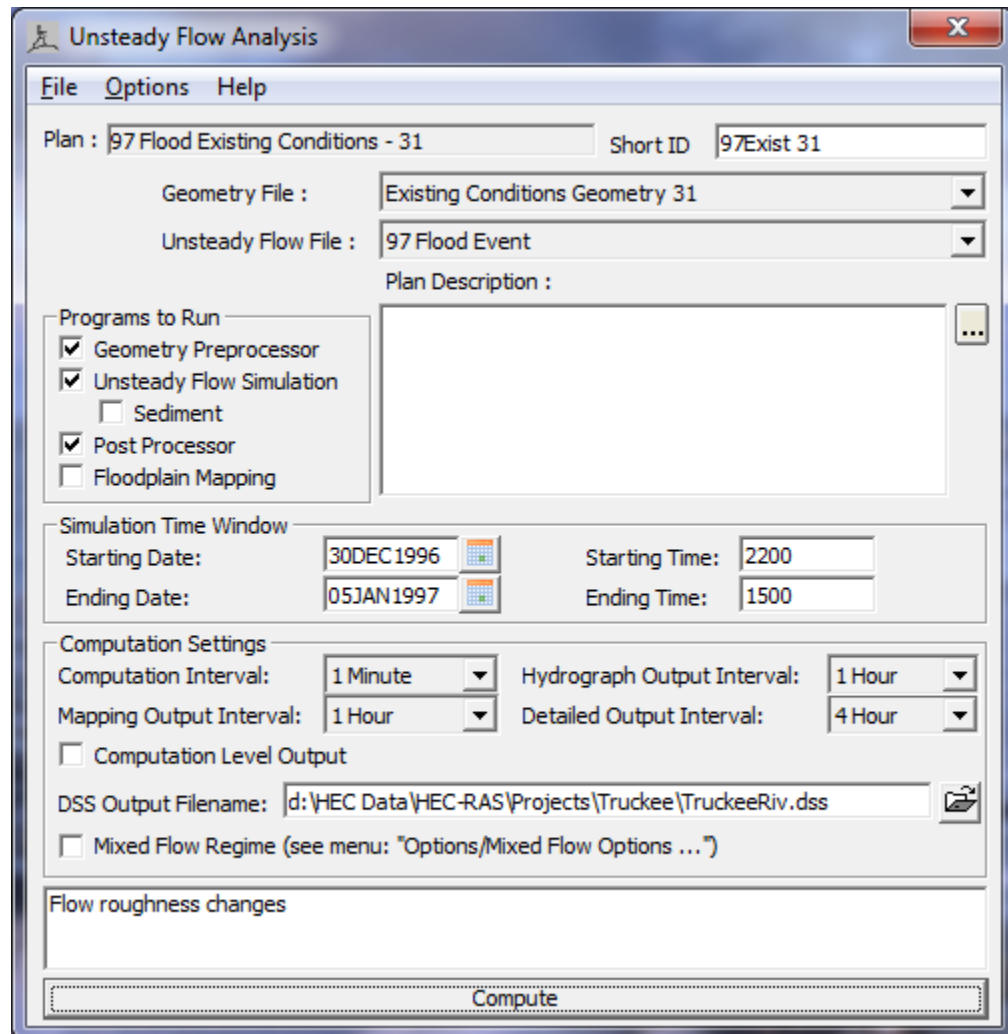 Unsteady Flow Analysis
File Options Help
Plan : 97 Flood Existing Conditions - 31 Short ID 97Exist 31
Geometry File : Existing Conditions Geometry 31
Unsteady Flow File : 97 Flood Event
Plan Description :
Programs to Run
Geometry Preprocessor
Unsteady Flow Simulation
Sediment
Post Processor
Floodplain Mapping
...
Simulation Time Window
Starting Date: 30DEC1996 Starting Time: 2200
Ending Date: 05JAN1997 Ending Time: 1500
Computation Settings
Computation Interval: 1 Minute Hydrograph Output Interval: 1 Hour
Mapping Output Interval: 1 Hour Detailed Output Interval: 4 Hour
Computation Level Output
DSS Output Filename: d:\HEC Data\HEC-RAS\Projects\Truckee\TruckeeRiv.dss
Mixed Flow Regime (see menu: "Options/Mixed Flow Options ...")
Flow roughness changes
Compute